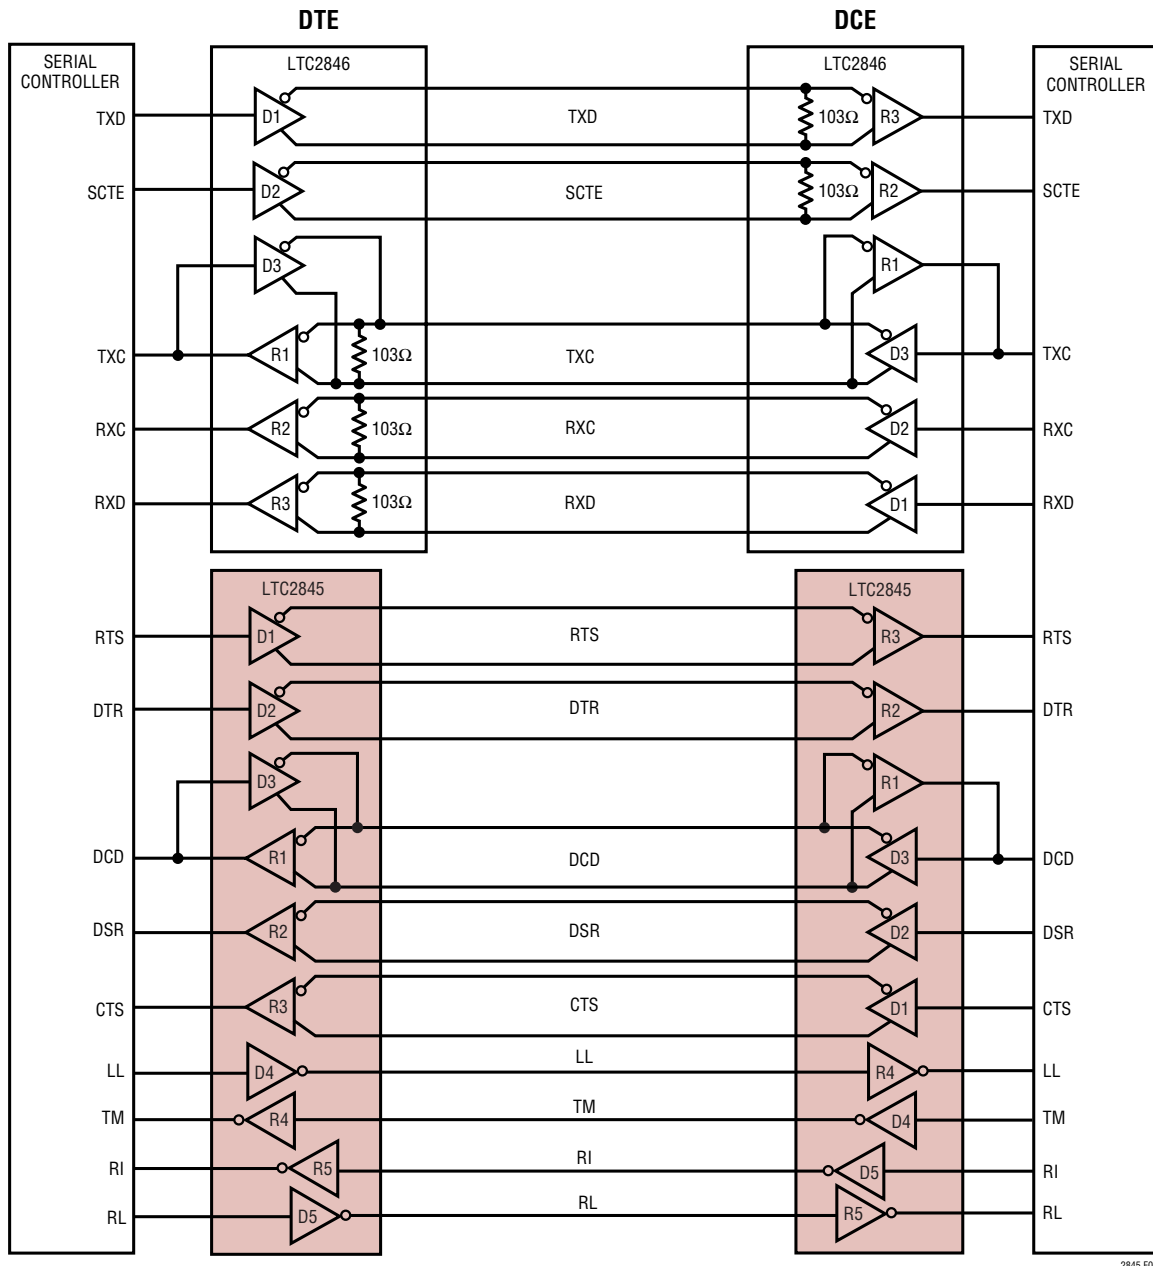 DTE DCE
SERIAL CONTROLLER LTC2846 LTC2846 SERIAL CONTROLLER
TXD D1 TXD 103Ω R3 TXD
SCTE D2 SCTE 103Ω R2 SCTE
D3 R1
TXC R1 103Ω TXC D3 TXC
RXC R2 103Ω RXC D2 RXC
RXD R3 103Ω RXD D1 RXD
LTC2845 LTC2845
RTS D1 RTS R3 RTS
DTR D2 DTR R2 DTR
D3 R1
DCD R1 DCD D3 DCD
DSR R2 DSR D2 DSR
CTS R3 CTS D1 CTS
LL D4 LL R4 LL
TM R4 TM D4 TM
RI R5 RI D5 RI
RL D5 RL R5 RL